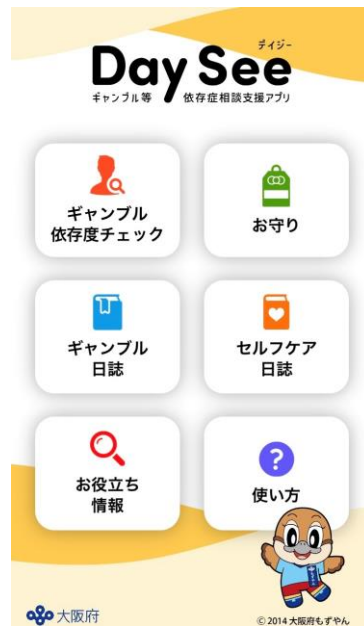 デイジー
Day See
ギャンブル等 依存症相談支援アプリ
ギャンブル
依存度チェック
お守り
ギャンブル
日誌
セルフケア
日誌
お役立ち
情報
?
使い方
大阪府
© 2014 大阪府もずやん